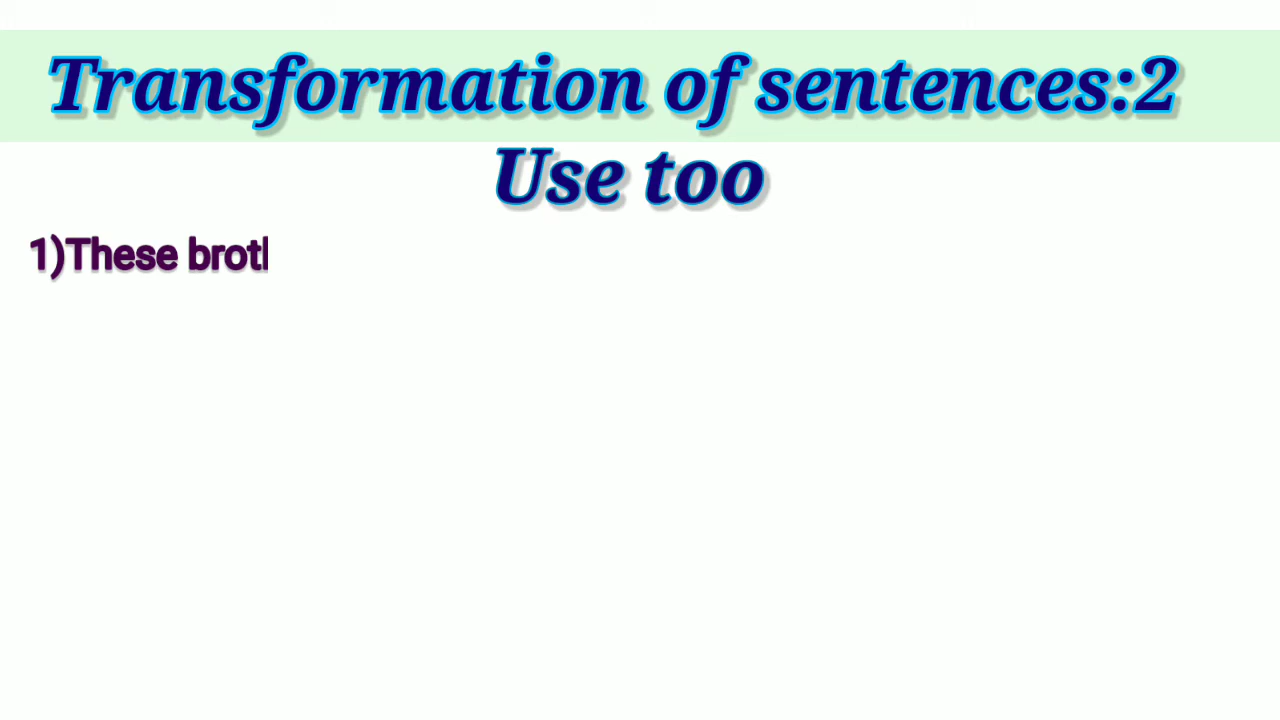 Transformation of sentences:2
Use too
1)These